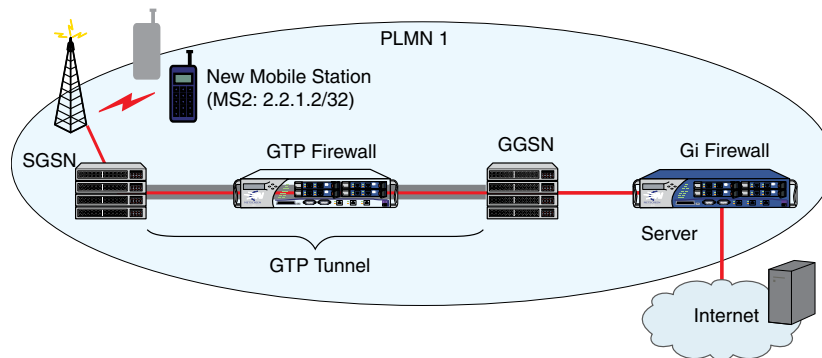 PLMN 1
New Mobile Station
(MS2: 2.2.1.2/32)
SGSN
GTP Firewall
GGSN
Gi Firewall
Server
GTP Tunnel
Internet